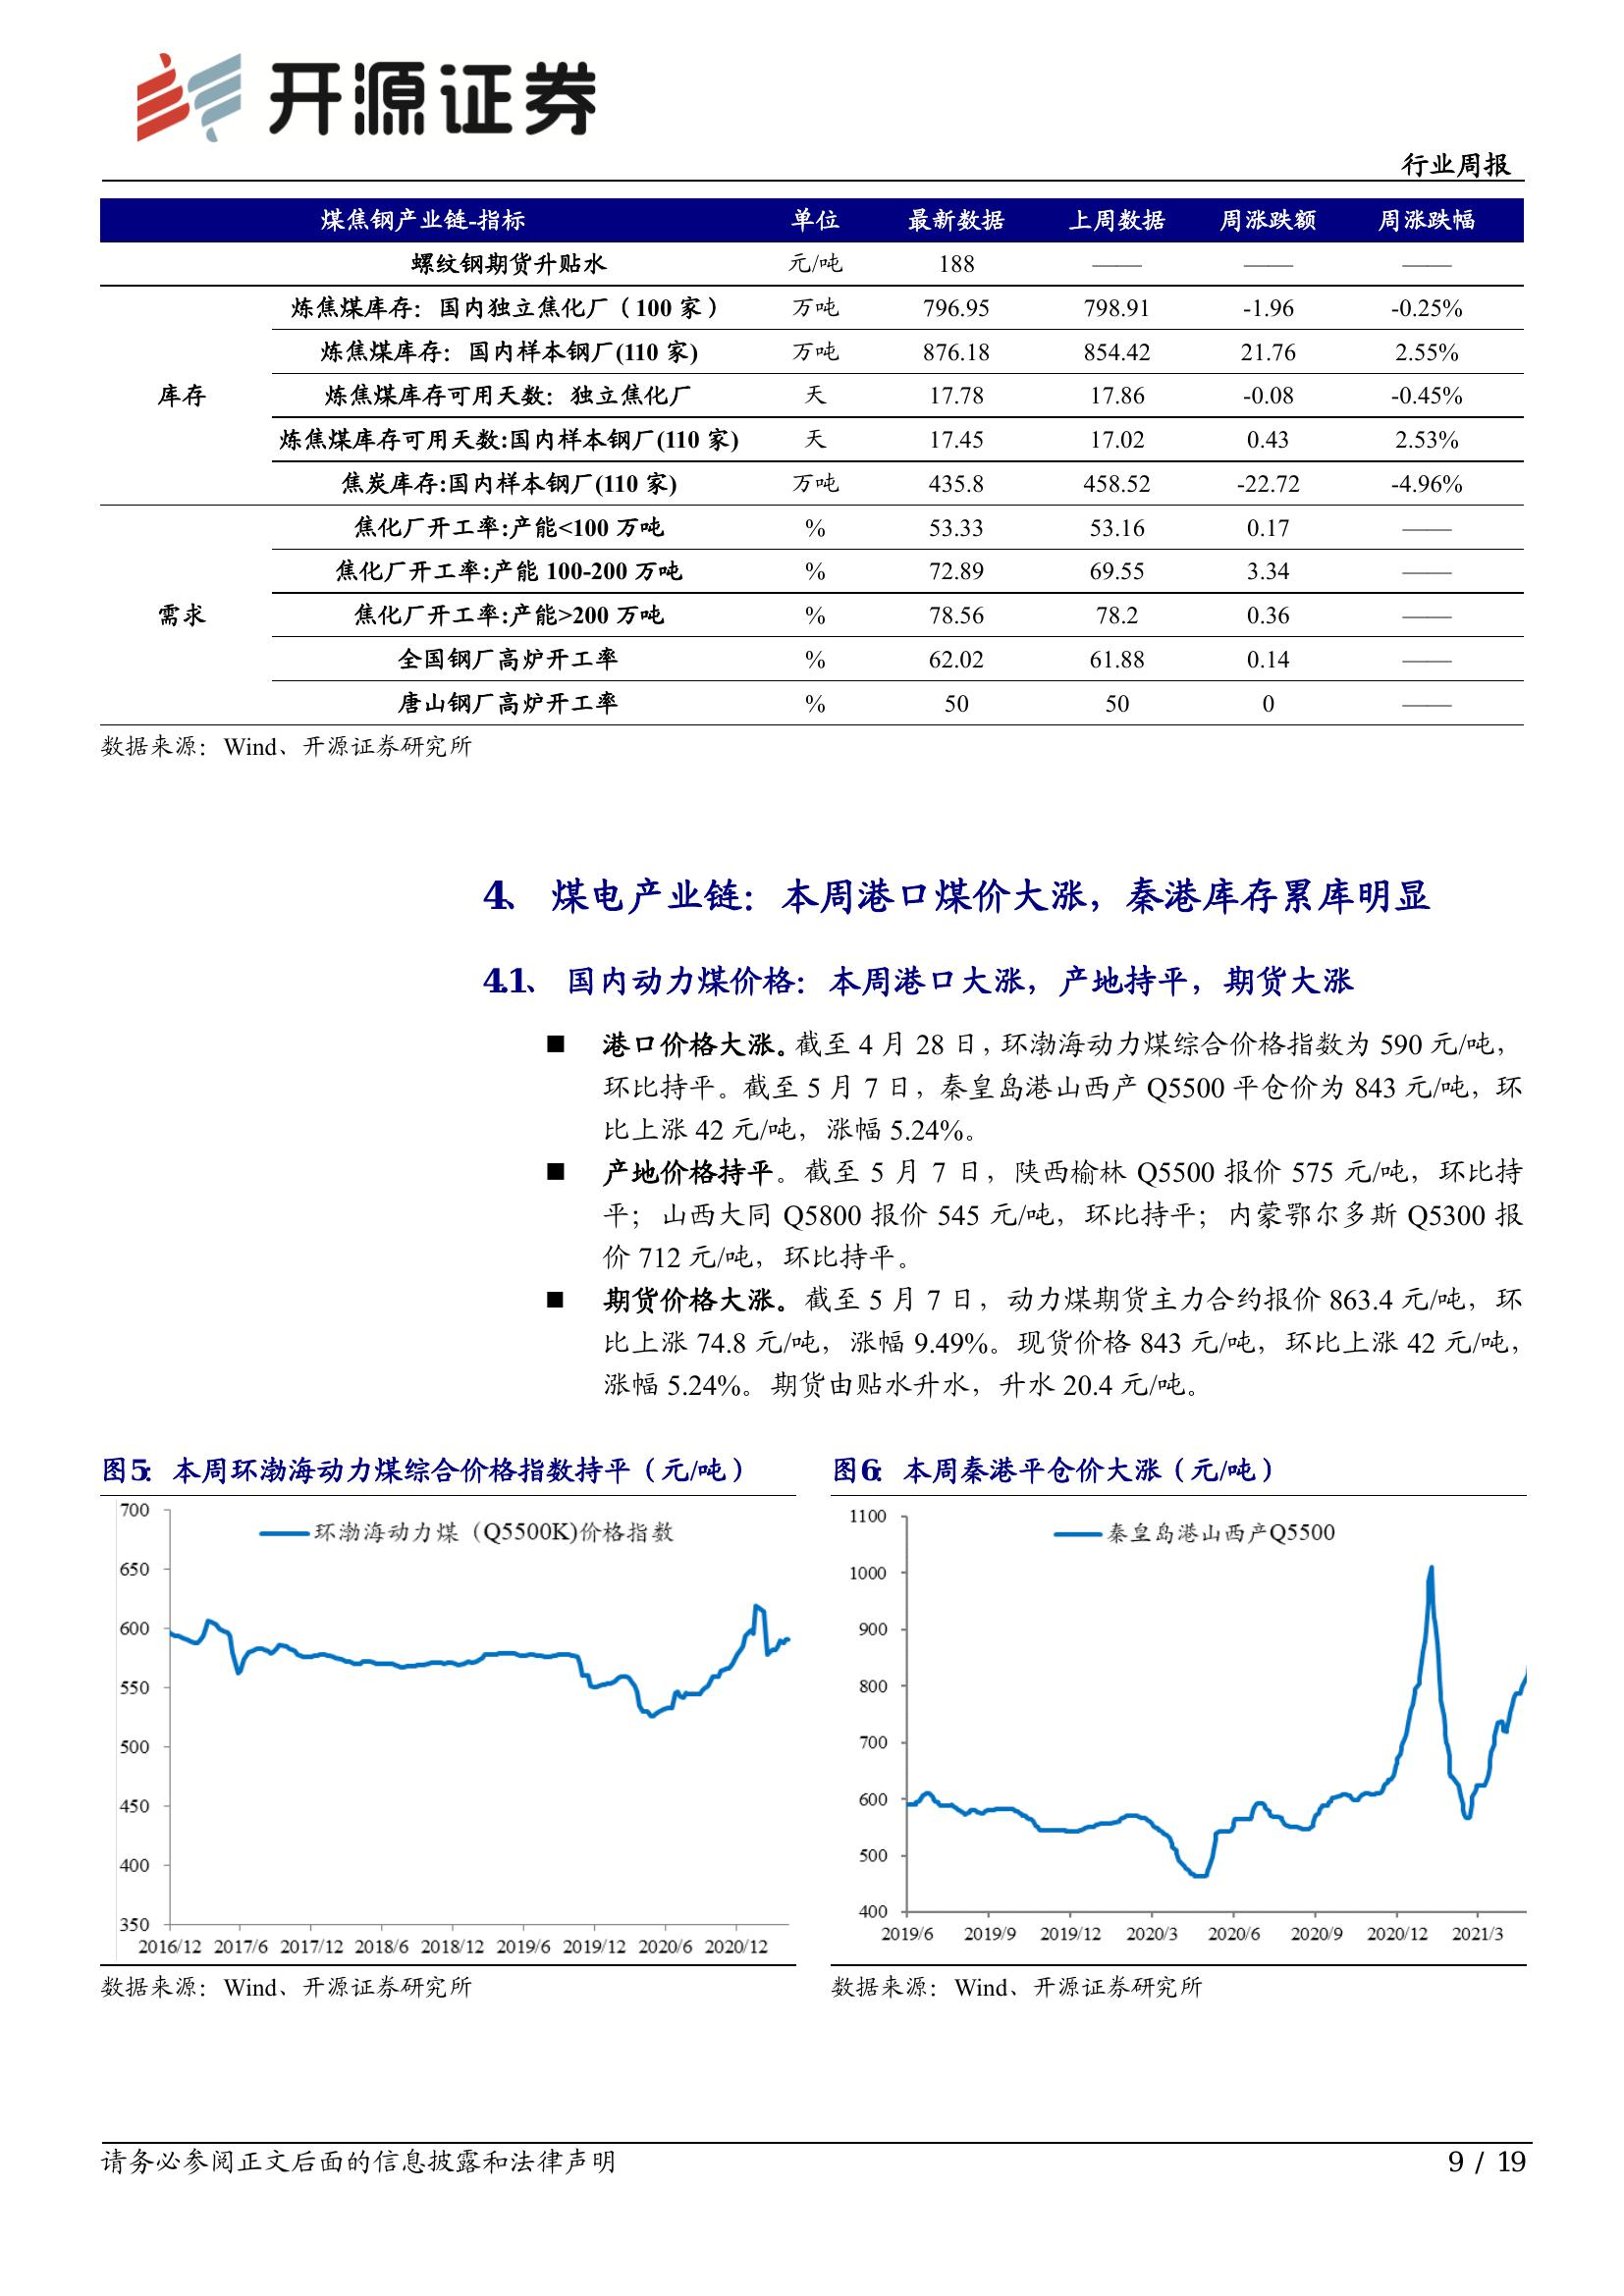 开源证券
行业周报
煤焦钢产业链-指标 单位 最新数据 上周数据 周涨跌额 周涨跌幅
螺纹钢期货升贴水 元/吨 188 —— —— ——
库存
炼焦煤库存：国内独立焦化厂（100 家） 万吨 796.95 798.91 -1.96 -0.25%
炼焦煤库存：国内样本钢厂(110 家) 万吨 876.18 854.42 21.76 2.55%
炼焦煤库存可用天数：独立焦化厂 天 17.78 17.86 -0.08 -0.45%
炼焦煤库存可用天数:国内样本钢厂(110 家) 天 17.45 17.02 0.43 2.53%
焦炭库存:国内样本钢厂(110 家) 万吨 435.8 458.52 -22.72 -4.96%
需求
焦化厂开工率:产能<100 万吨 % 53.33 53.16 0.17 ——
焦化厂开工率:产能 100-200 万吨 % 72.89 69.55 3.34 ——
焦化厂开工率:产能>200 万吨 % 78.56 78.2 0.36 ——
全国钢厂高炉开工率 % 62.02 61.88 0.14 ——
唐山钢厂高炉开工率 % 50 50 0 ——
数据来源：Wind、开源证券研究所
4、 煤电产业链：本周港口煤价大涨，秦港库存累库明显
4.1、 国内动力煤价格：本周港口大涨，产地持平，期货大涨
■ 港口价格大涨。截至 4 月 28 日，环渤海动力煤综合价格指数为 590 元/吨，
环比持平。截至 5 月 7 日，秦皇岛港山西产 Q5500 平仓价为 843 元/吨，环
比上涨 42 元/吨，涨幅 5.24%。
■ 产地价格持平。截至 5 月 7 日，陕西榆林 Q5500 报价 575 元/吨，环比持
平；山西大同 Q5800 报价 545 元/吨，环比持平；内蒙鄂尔多斯 Q5300 报
价 712 元/吨，环比持平。
■ 期货价格大涨。截至 5 月 7 日，动力煤期货主力合约报价 863.4 元/吨，环
比上涨 74.8 元/吨，涨幅 9.49%。现货价格 843 元/吨，环比上涨 42 元/吨，
涨幅 5.24%。期货由贴水升水，升水 20.4 元/吨。
图5： 本周环渤海动力煤综合价格指数持平（元/吨）
环渤海动力煤（Q5500K)价格指数
700
650
600
550
500
450
400
350
2016/12 2017/6 2017/12 2018/6 2018/12 2019/6 2019/12 2020/6 2020/12
数据来源：Wind、开源证券研究所
图6： 本周秦港平仓价大涨（元/吨）
秦皇岛港山西产Q5500
1100
1000
900
800
700
600
500
400
2019/6 2019/9 2019/12 2020/3 2020/6 2020/9 2020/12 2021/3
数据来源：Wind、开源证券研究所
请务必参阅正文后面的信息披露和法律声明
9 / 19